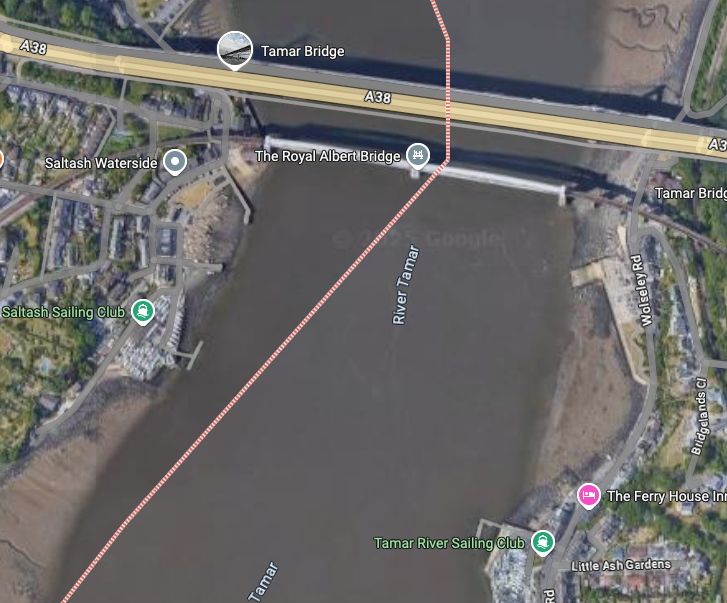 A38
Tamar Bridge
A38
A3
Saltash Waterside
The Royal Albert Bridge
Tamar Bridg
© 2025 Google
River Tamar
Wolseley Rd
Saltash Sailing Club
Bridgelands Cl
The Ferry House Inn
Tamar River Sailing Club
Little Ash Gardens
Tamar
Rd